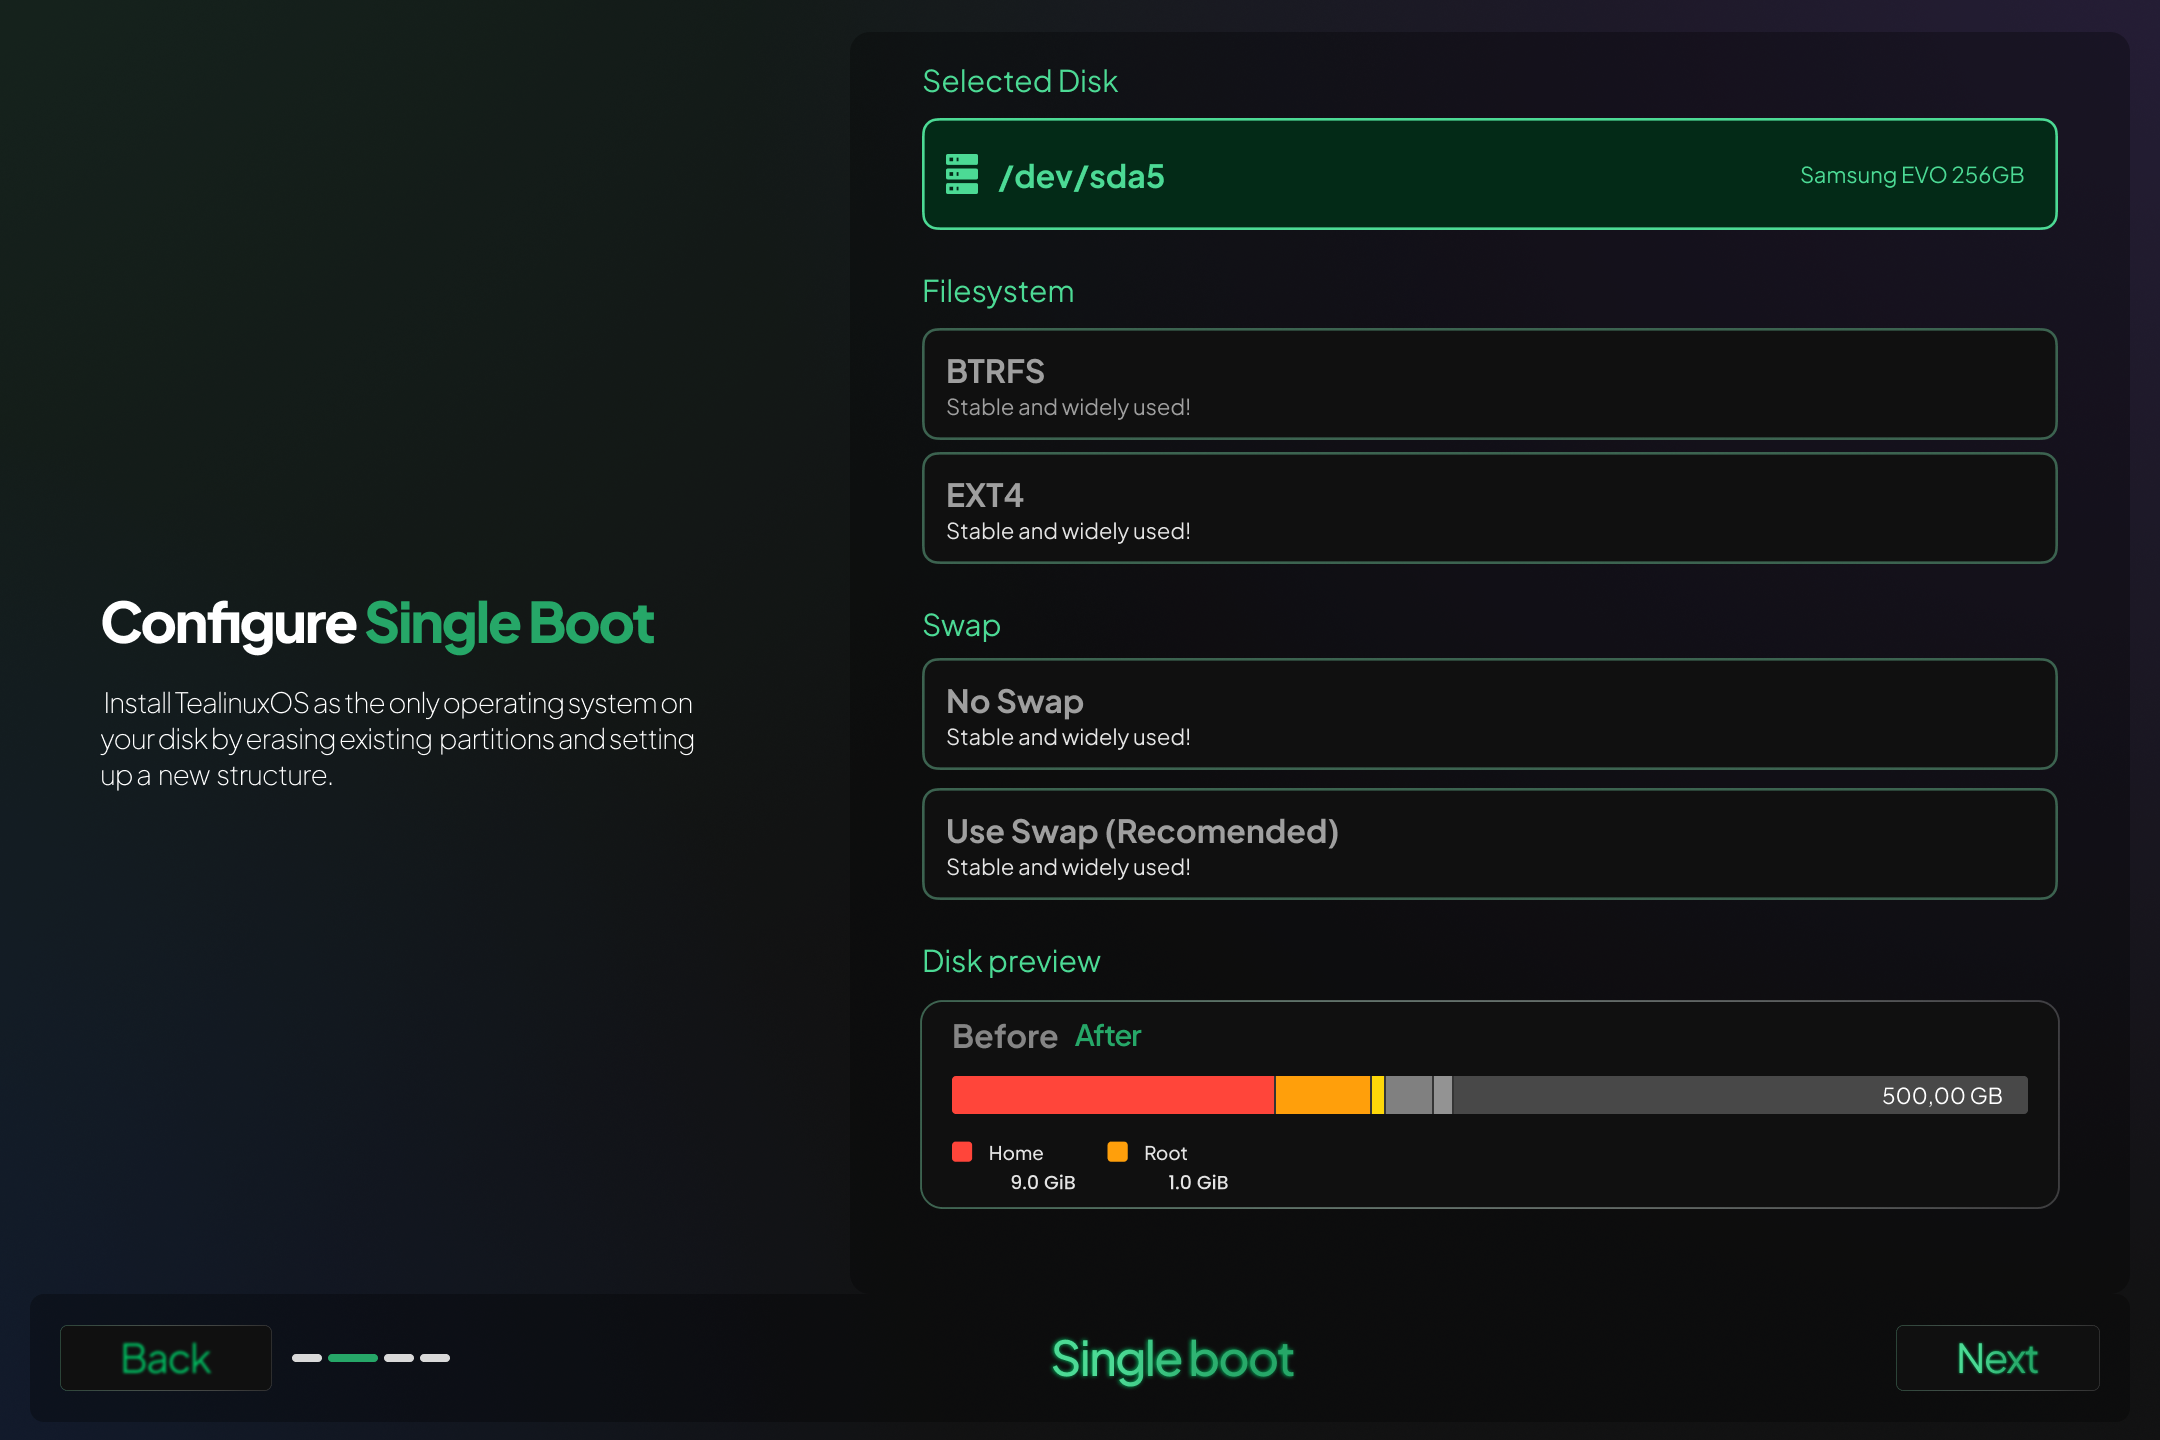 Configure Single Boot
Install TealinuxOS as the only operating system on
your disk by erasing existing partitions and setting
up a new structure.
Selected Disk
/dev/sda5
Samsung EVO 256GB
Filesystem
BTRFS
Stable and widely used!
EXT4
Stable and widely used!
Swap
No Swap
Stable and widely used!
Use Swap (Recomended)
Stable and widely used!
Disk preview
Before After
500,00 GB
Home Root
9.0 GiB 1.0 GiB
Back
Single boot
Next